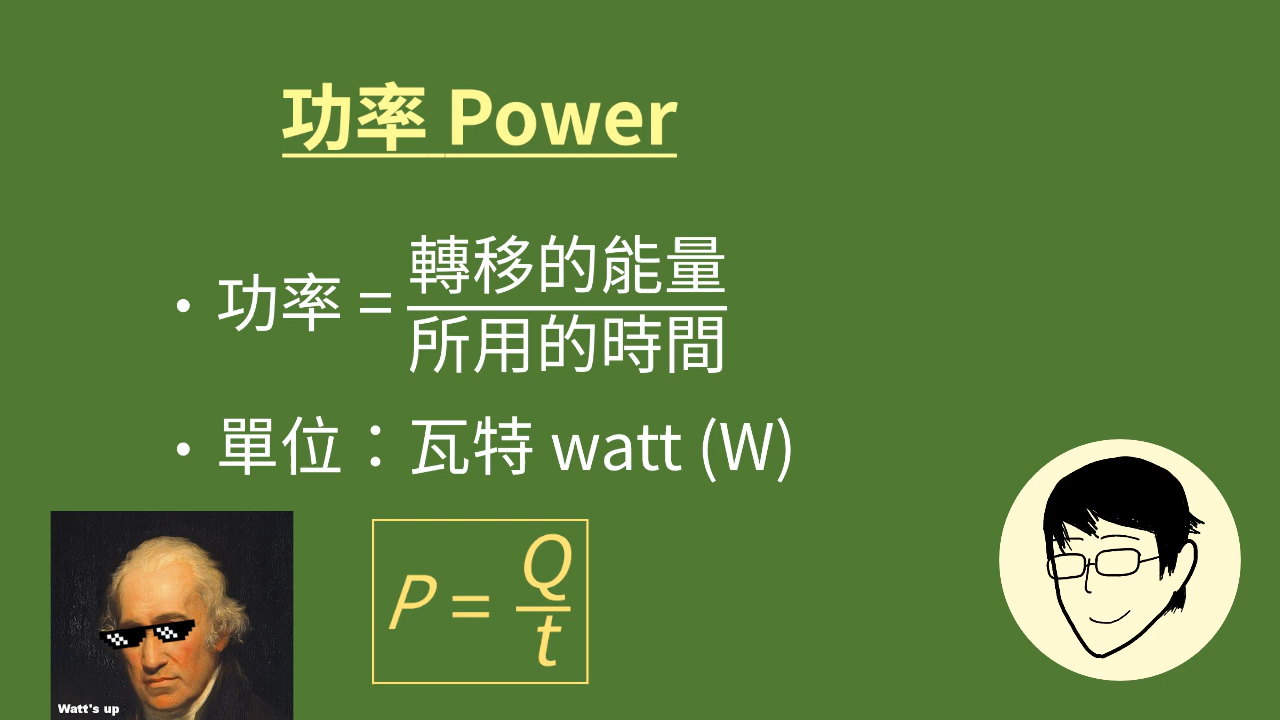 功率 Power
• 功率 = 轉移的能量
所用的時間
• 單位：瓦特 watt (W)
P = Q
t
Watt's up